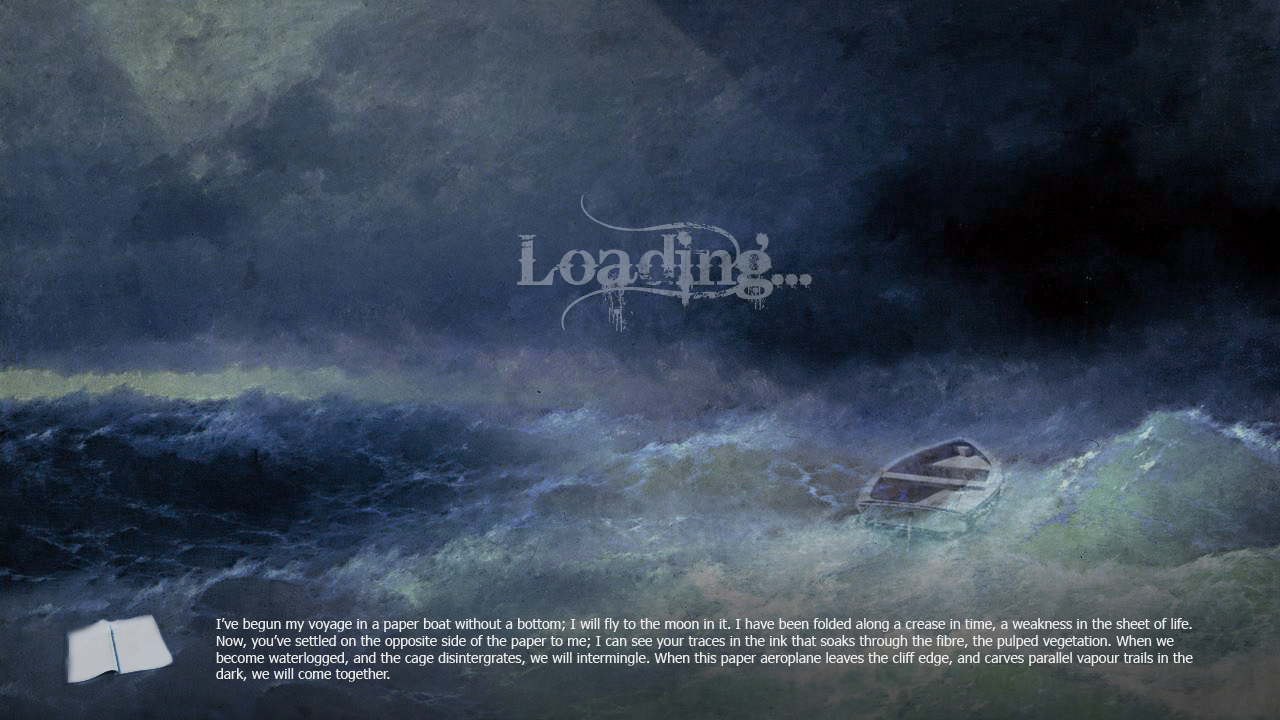 Loading...
I’ve begun my voyage in a paper boat without a bottom; I will fly to the moon in it. I have been folded along a crease in time, a weakness in the sheet of life.
Now, you’ve settled on the opposite side of the paper to me; I can see your traces in the ink that soaks through the fibre, the pulped vegetation. When we
become waterlogged, and the cage disintergrates, we will intermingle. When this paper aeroplane leaves the cliff edge, and carves parallel vapour trails in the
dark, we will come together.